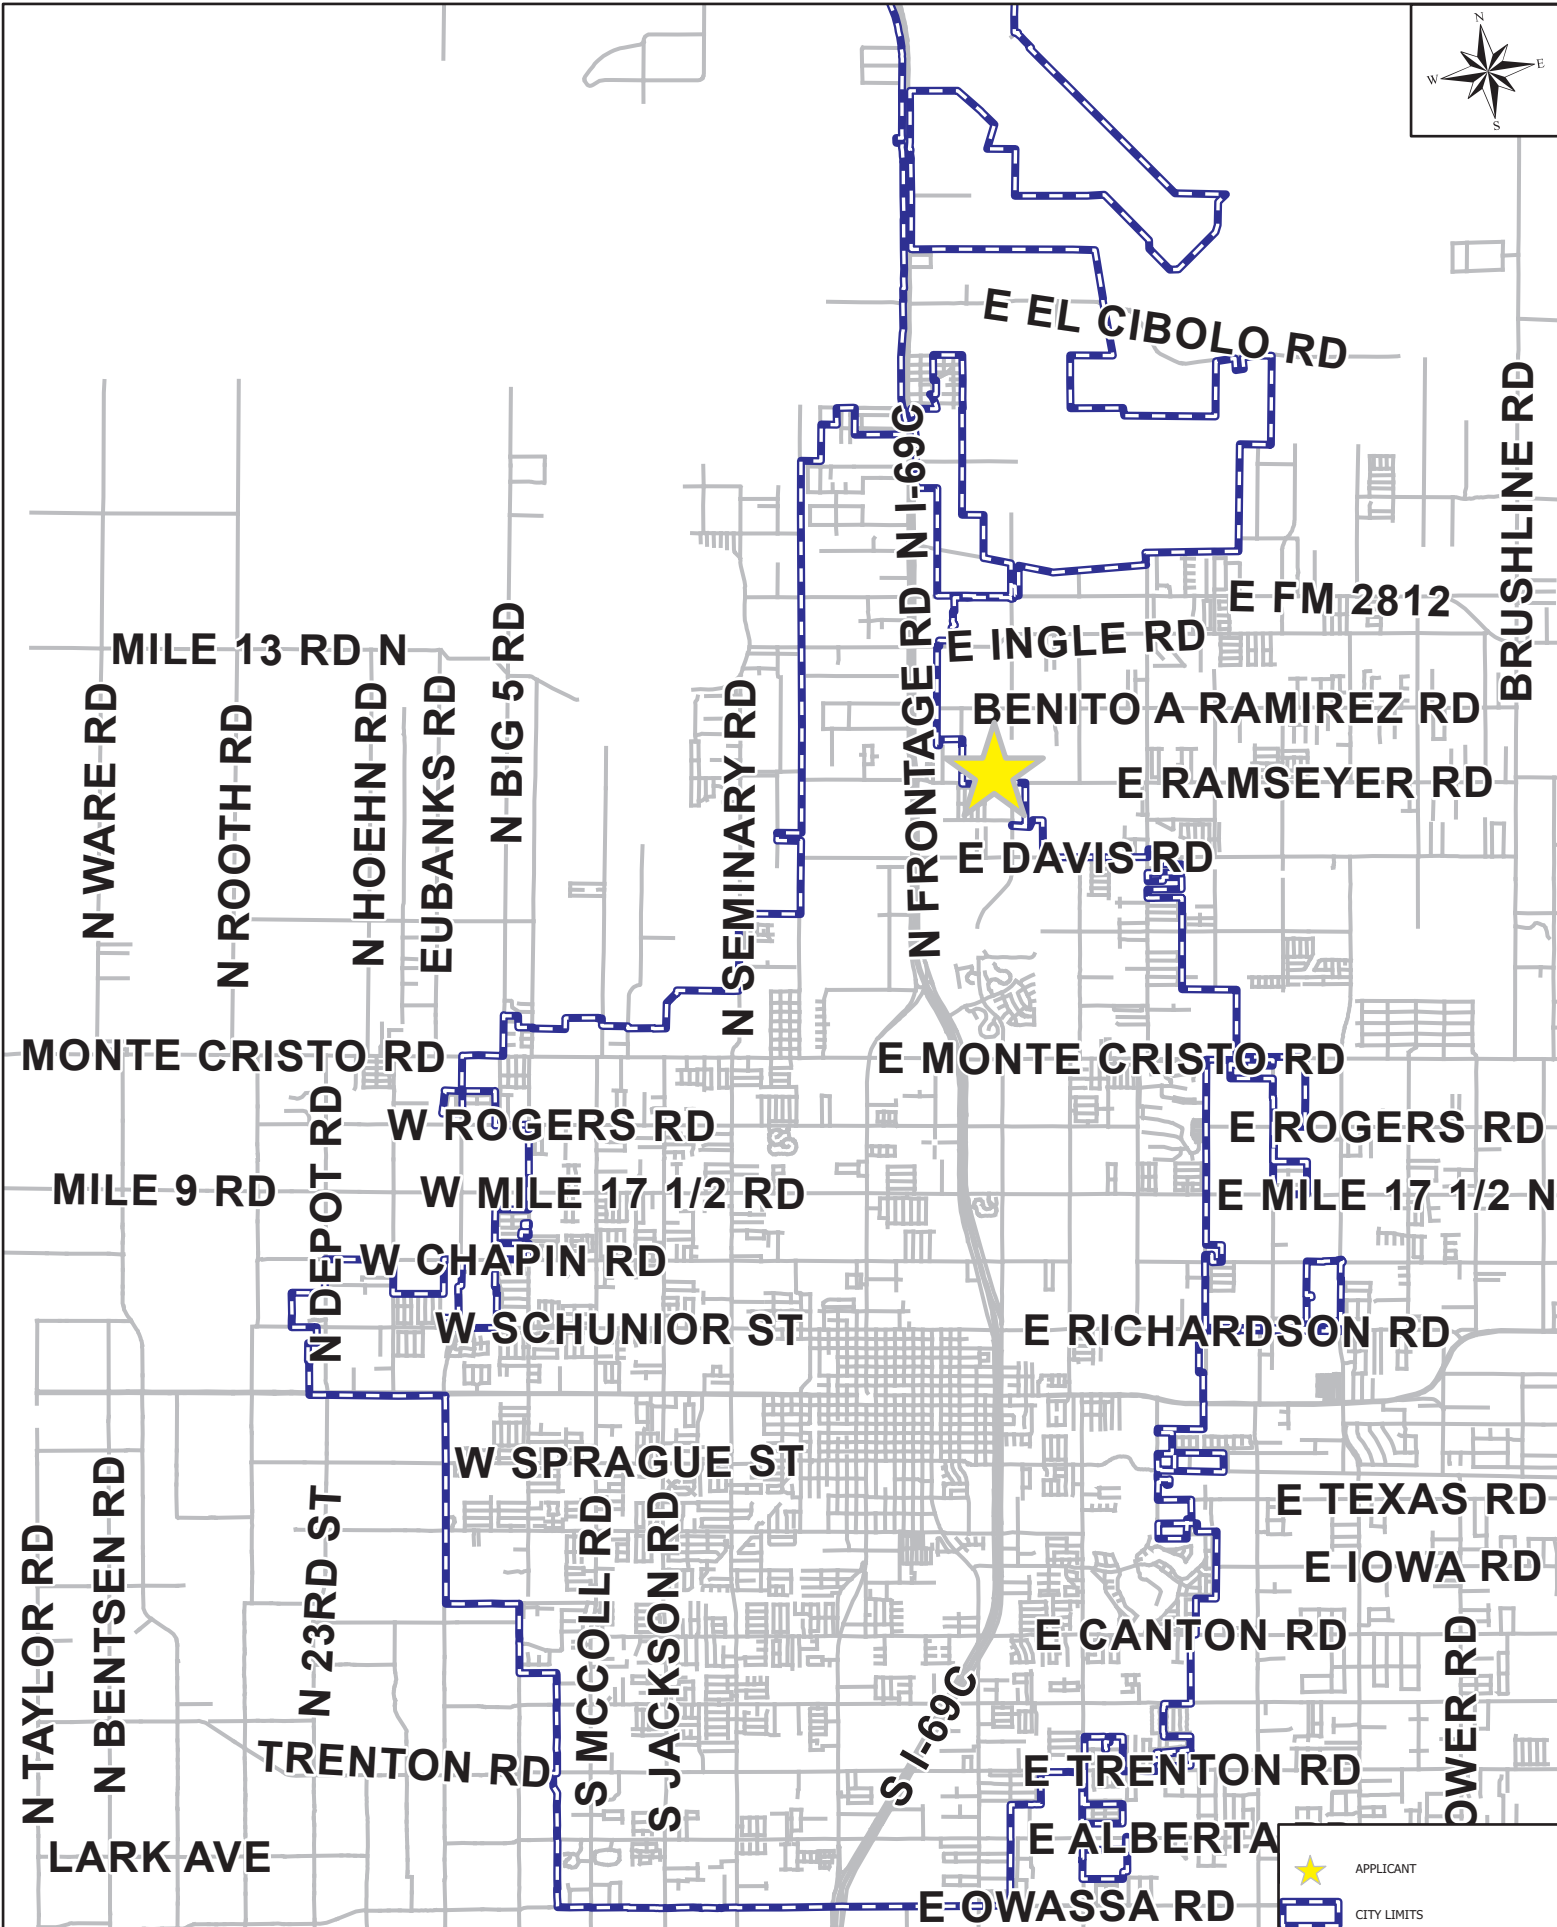 N
W
E
S
E EL CIBOLO RD
BRUSHLINE RD
N I-69C
E FM 2812
E INGLE RD
MILE 13 RD N
N BIG 5 RD
BENITO A RAMIREZ RD
N WARE RD
N ROOTH RD
N HOEHN RD
EUBANKS RD
N SEMINARY RD
N FRONTAGE RD
E RAMSEYER RD
E DAVIS RD
MONTE CRISTO RD
E MONTE CRISTO RD
N DEPOT RD
W ROGERS RD
E ROGERS RD
MILE 9 RD
W MILE 17 1/2 RD
E MILE 17 1/2 N
W CHAPIN RD
W SCHUNIOR ST
E RICHARDSON RD
W SPRAGUE ST
E TEXAS RD
N TAYLOR RD
N BENTSEN RD
N 23RD ST
S MCCOLL RD
S JACKSON RD
E IOWA RD
E CANTON RD
S I-69C
TRENTON RD
E TRENTON RD
OWER RD
E ALBERTA
LARK AVE
E OWASSA RD
APPLICANT
CITY LIMITS